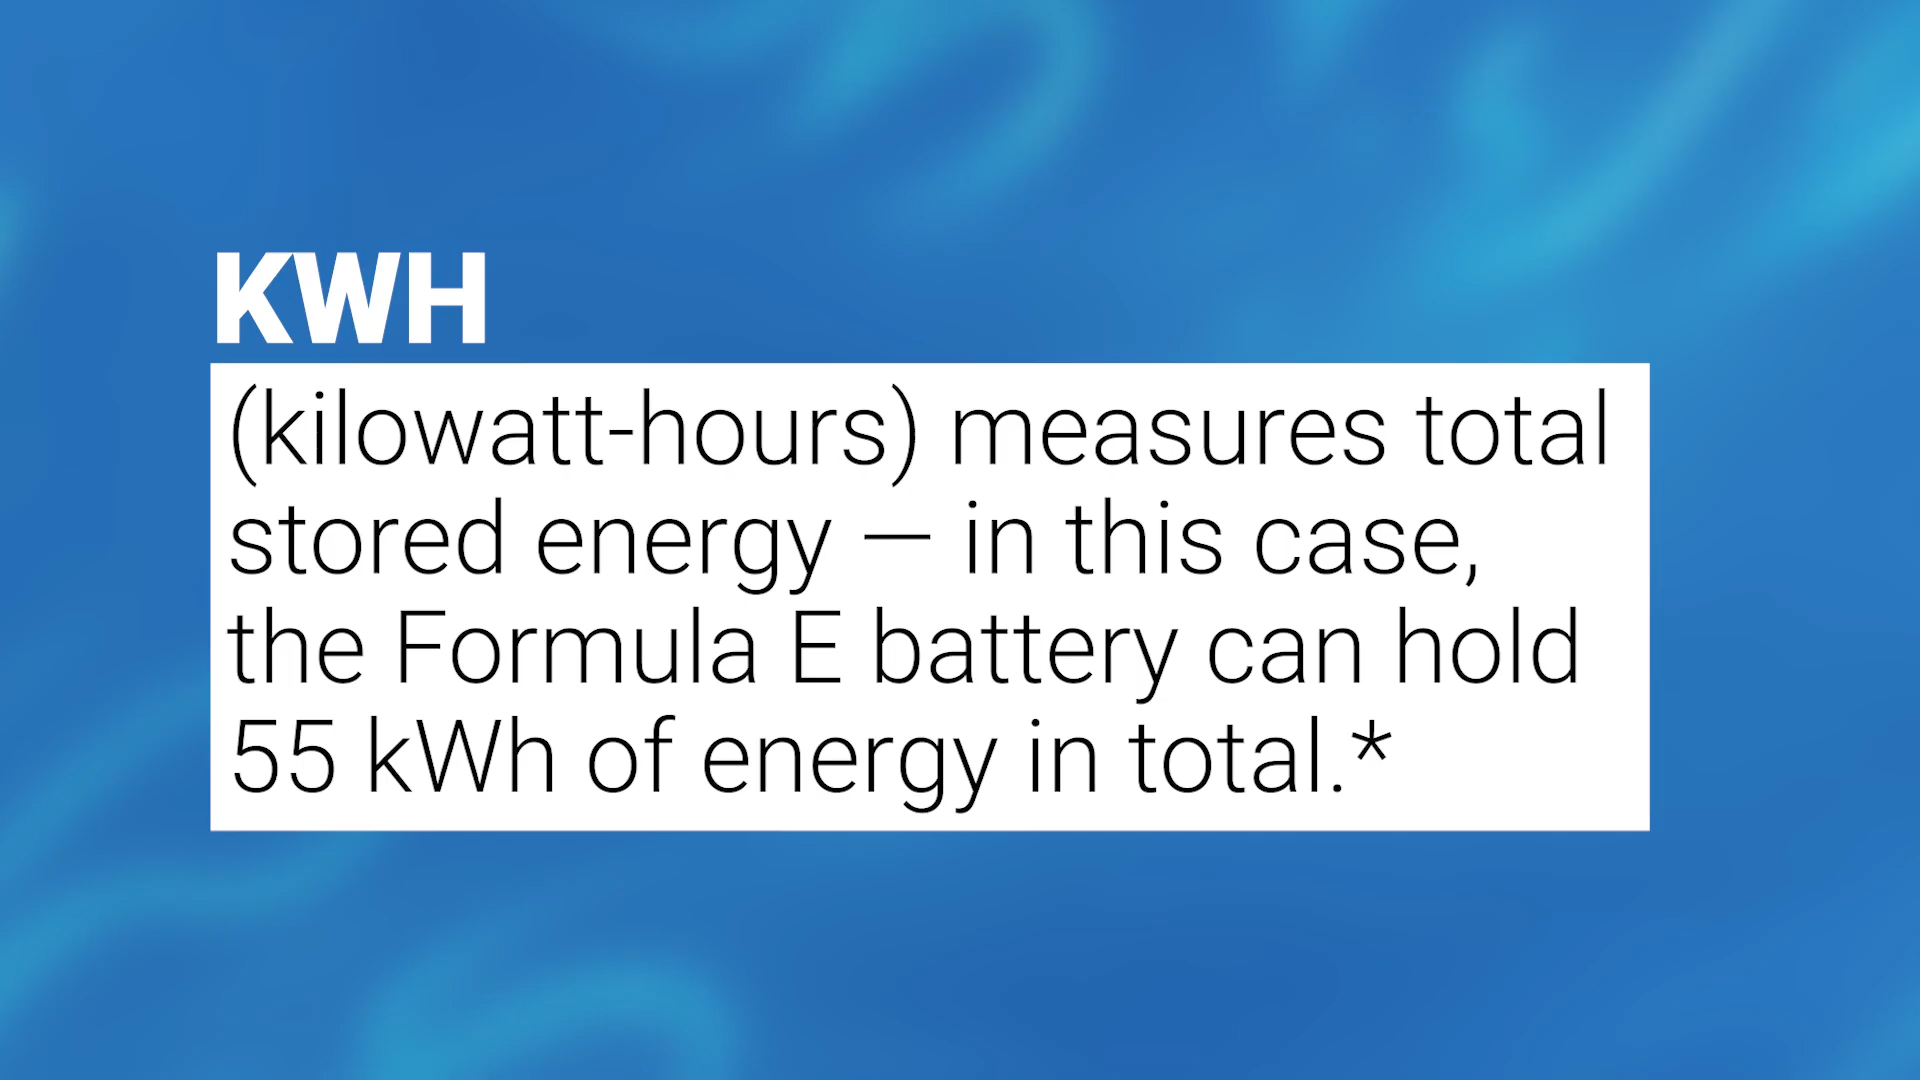 KWH
(kilowatt-hours) measures total
stored energy — in this case,
the Formula E battery can hold
55 kWh of energy in total.*